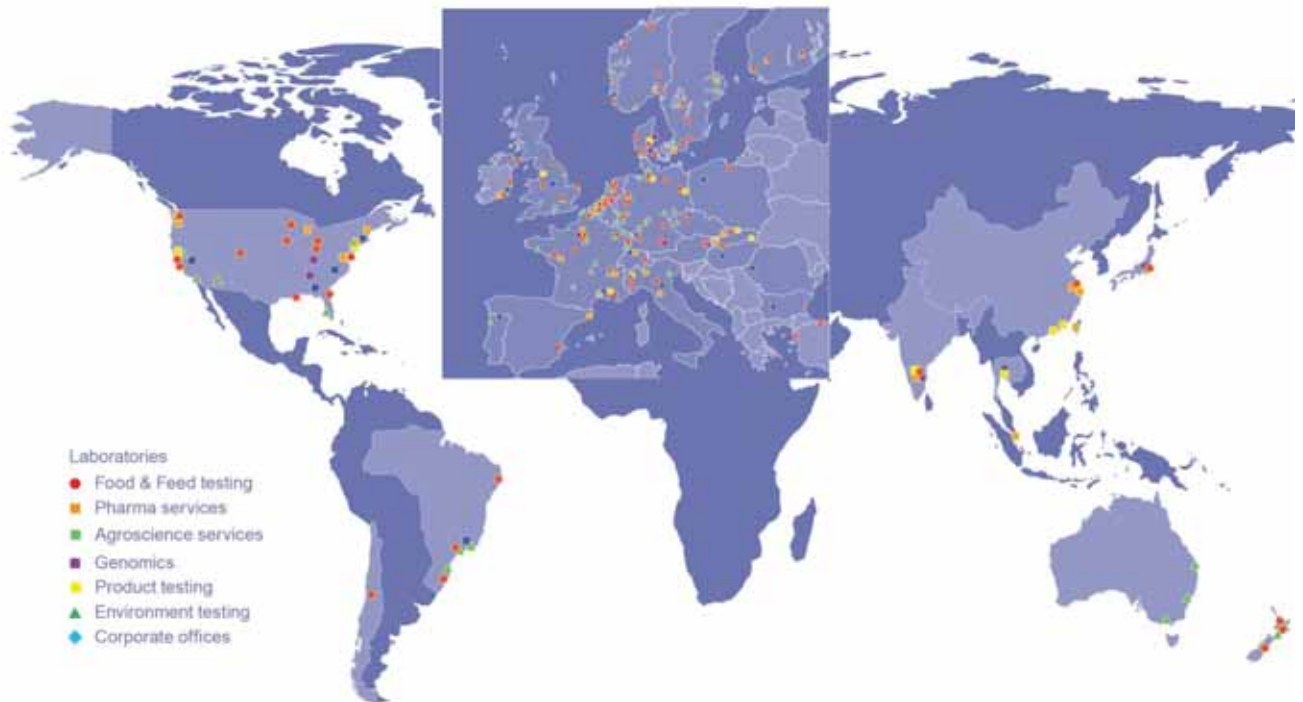 Laboratories
Food & Feed testing
Pharma services
Agroscience services
Genomics
Product testing
Environment testing
Corporate offices